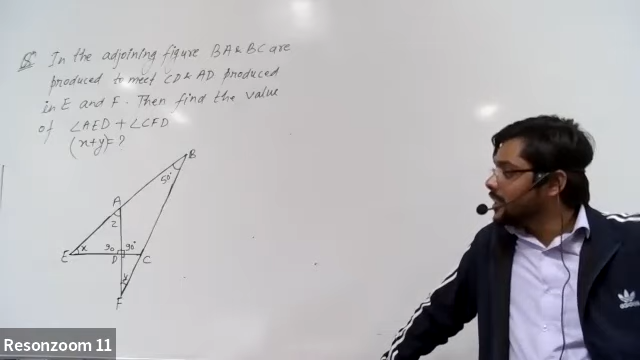 Q. In the adjoining figure BA & BC are
produced to meet CD & AD produced
in E and F. Then find the value
of ∠AED + ∠CFD
(x+y)=?
B
50°
A
z
E x 90 90° C
D
y
F
Resonzoom 11
adidas